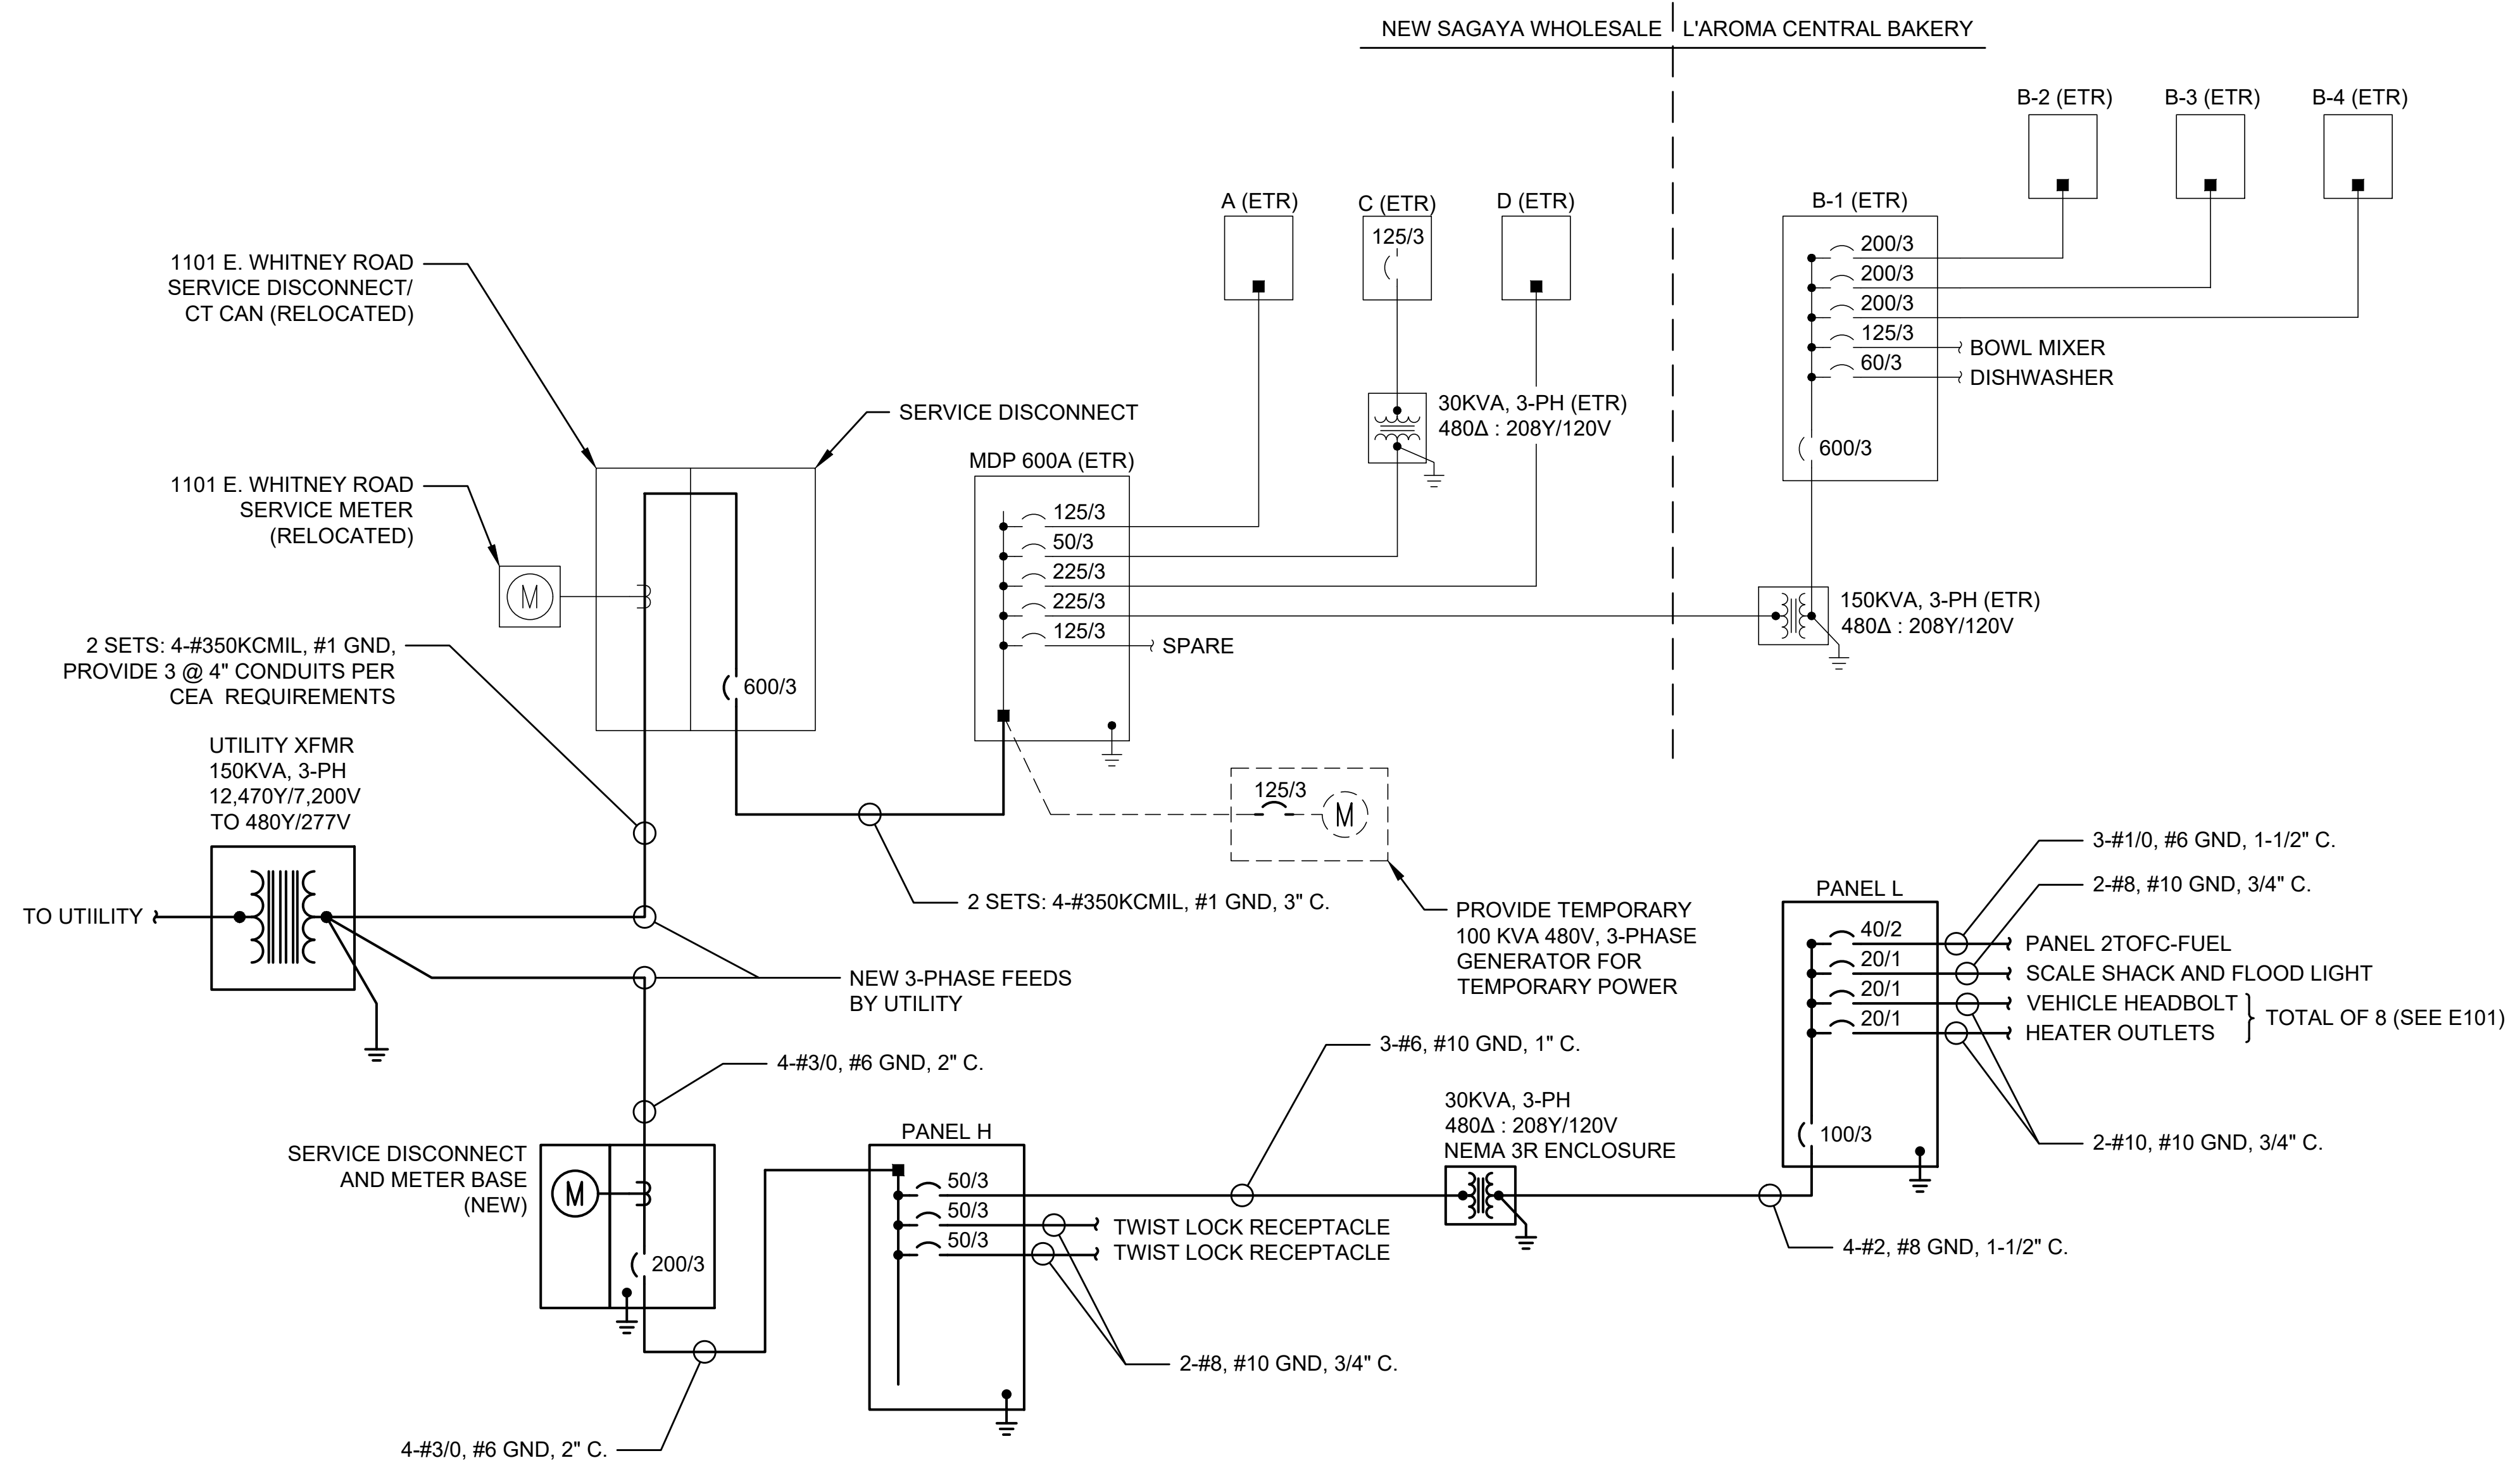 NEW SAGAYA WHOLESALE
L'AROMA CENTRAL BAKERY
B-2 (ETR)
B-3 (ETR)
B-4 (ETR)
A (ETR)
C (ETR)
D (ETR)
B-1 (ETR)
125/3
200/3
200/3
200/3
125/3
60/3
BOWL MIXER
DISHWASHER
600/3
1101 E. WHITNEY ROAD
SERVICE DISCONNECT/
CT CAN (RELOCATED)
SERVICE DISCONNECT
30KVA, 3-PH (ETR)
480Δ : 208Y/120V
MDP 600A (ETR)
1101 E. WHITNEY ROAD
SERVICE METER
(RELOCATED)
M
125/3
50/3
225/3
225/3
125/3
SPARE
150KVA, 3-PH (ETR)
480Δ : 208Y/120V
2 SETS: 4-#350KCMIL, #1 GND,
PROVIDE 3 @ 4" CONDUITS PER
CEA REQUIREMENTS
600/3
UTILITY XFMR
150KVA, 3-PH
12,470Y/7,200V
TO 480Y/277V
125/3
M
TO UTIILITY
2 SETS: 4-#350KCMIL, #1 GND, 3" C.
PROVIDE TEMPORARY
100 KVA 480V, 3-PHASE
GENERATOR FOR
TEMPORARY POWER
NEW 3-PHASE FEEDS
BY UTILITY
3-#1/0, #6 GND, 1-1/2" C.
2-#8, #10 GND, 3/4" C.
PANEL L
40/2
20/1
20/1
20/1
PANEL 2TOFC-FUEL
SCALE SHACK AND FLOOD LIGHT
VEHICLE HEADBOLT
HEATER OUTLETS
TOTAL OF 8 (SEE E101)
100/3
2-#10, #10 GND, 3/4" C.
4-#3/0, #6 GND, 2" C.
3-#6, #10 GND, 1" C.
30KVA, 3-PH
480Δ : 208Y/120V
NEMA 3R ENCLOSURE
SERVICE DISCONNECT
AND METER BASE
(NEW)
M
200/3
PANEL H
50/3
50/3
50/3
TWIST LOCK RECEPTACLE
TWIST LOCK RECEPTACLE
4-#2, #8 GND, 1-1/2" C.
2-#8, #10 GND, 3/4" C.
4-#3/0, #6 GND, 2" C.